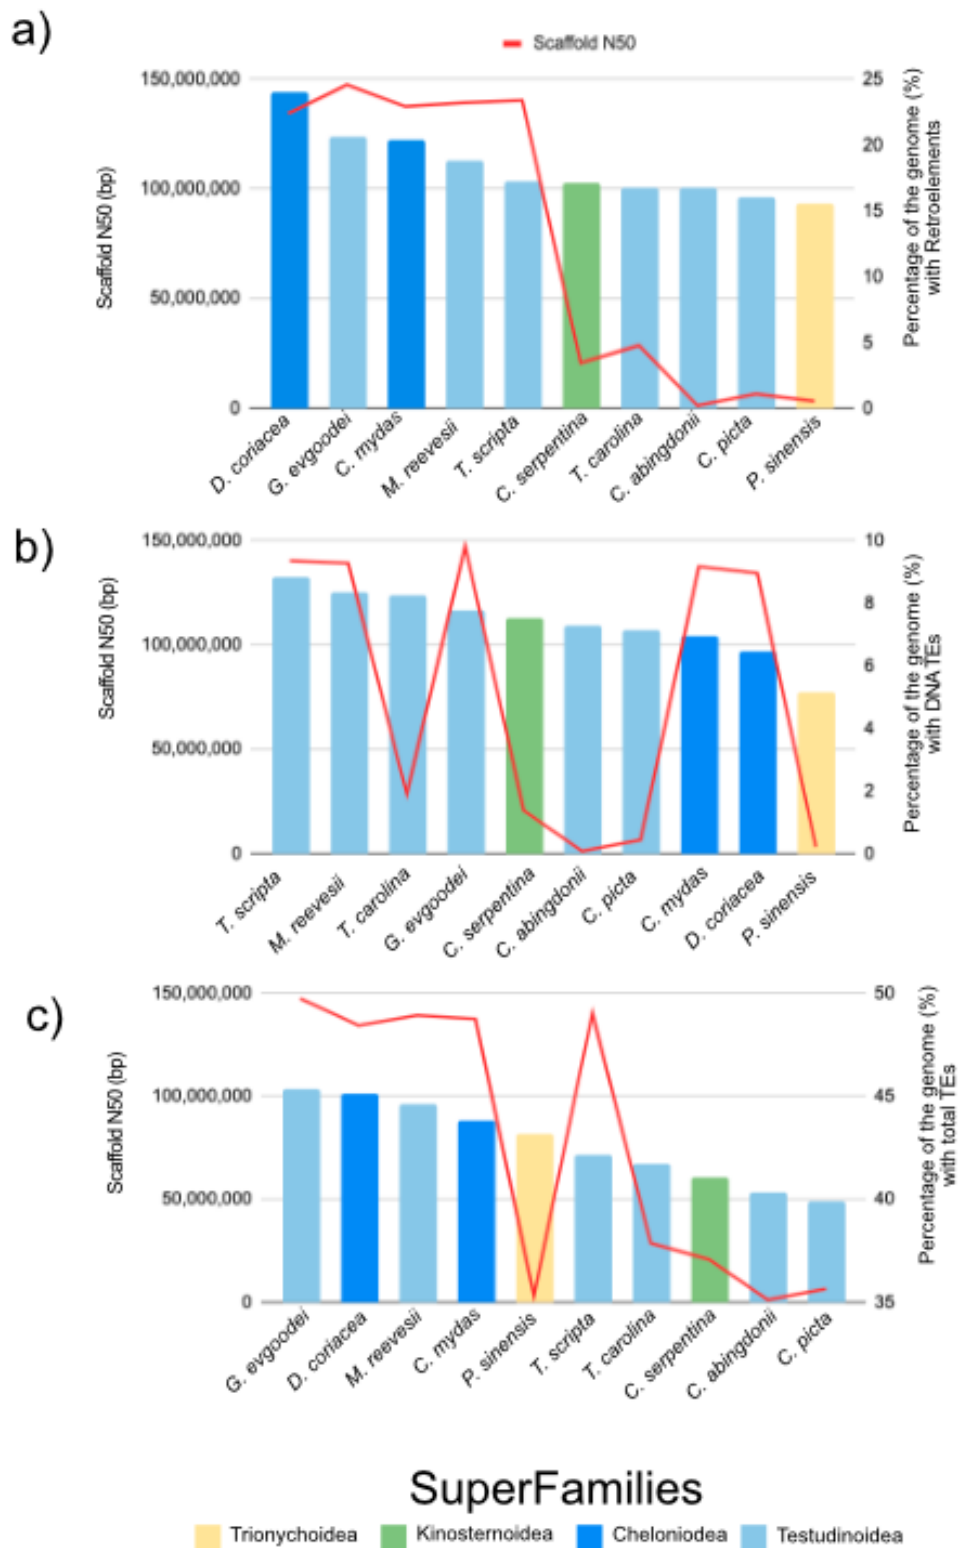 a)
Scaffold N50
150,000,000
100,000,000
50,000,000
0
Scaffold N50 (bp)
25
20
15
10
5
0
Percentage of the genome (%)
with Retroelements
D. coriacea
G. evgoodei
C. mydas
M. reevesii
T. scripta
C. serpentina
T. carolina
C. abingdonii
C. picta
P. sinensis
b)
150,000,000
100,000,000
50,000,000
0
Scaffold N50 (bp)
10
8
6
4
2
0
Percentage of the genome (%)
with DNA TEs
T. scripta
M. reevesii
T. carolina
G. evgoodei
C. serpentina
C. abingdonii
C. picta
C. mydas
D. coriacea
P. sinensis
c)
150,000,000
100,000,000
50,000,000
0
Scaffold N50 (bp)
50
45
40
35
Percentage of the genome (%)
with total TEs
G. evgoodei
D. coriacea
M. reevesii
C. mydas
P. sinensis
T. scripta
T. carolina
C. serpentina
C. abingdonii
C. picta
SuperFamilies
Trionychoidea Kinosternoidea Cheloniodea Testudinoidea